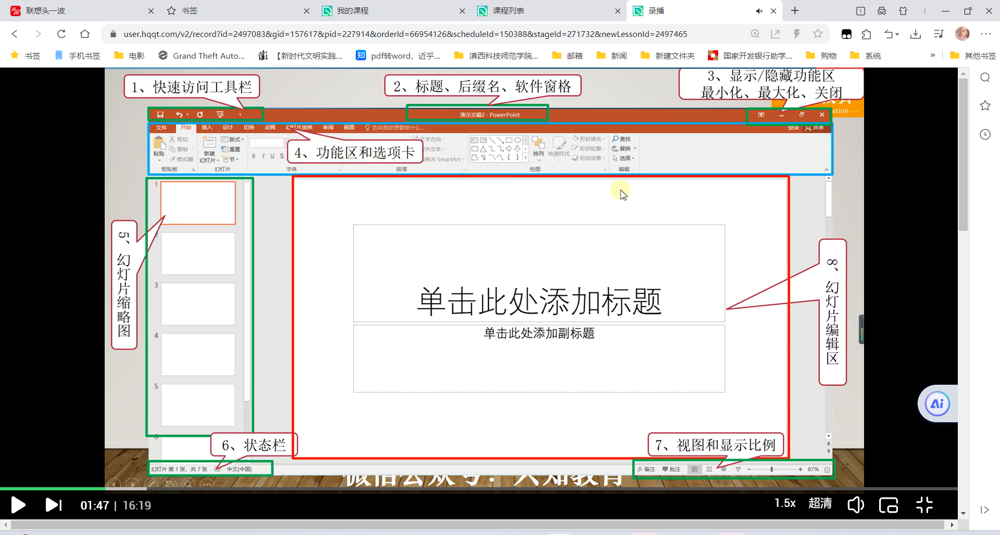 联想头一波
书签
我的课程
课程列表
录播
5
user.hqqt.com/v2/record?id=2497083&gid=157617&pid=227914&orderId=66954126&scheduleId=150388&stageId=271732&newLessonId=2497465
书签
手机书签
电影
Grand Theft Auto...
【新时代文明实践...
知
pdf转word，近乎...
滇西科技师范学院...
邮箱
新闻
新建文件夹
国家开发银行助学...
购物
系统
»
其他书签
1、快速访问工具栏
2、标题、后缀名、软件窗格
3、显示/隐藏功能区
最小化、最大化、关闭
演示文稿2 - PowerPoint
文件
开始
插入
设计
切换
动画
幻灯片放映
审阅
视图
告诉我您想要做什么...
登录
共享
粘贴
剪切
复制
格式刷
剪贴板
新建
幻灯片
版式
重置
节
幻灯片
B I U S
字体
4、功能区和选项卡
文字方向
对齐文本
转换为 SmartArt
段落
排列
快速样式
形状填充
形状轮廓
形状效果
绘图
查找
替换
选择
编辑
1
2
3
4
5
6
5、幻灯片缩略图
单击此处添加标题
单击此处添加副标题
8、幻灯片编辑区
Ai
6、状态栏
7、视图和显示比例
幻灯片 第 1 张，共 7 张
中文(中国)
备注
批注
87%
01:47 | 16:19
1.5x
超清